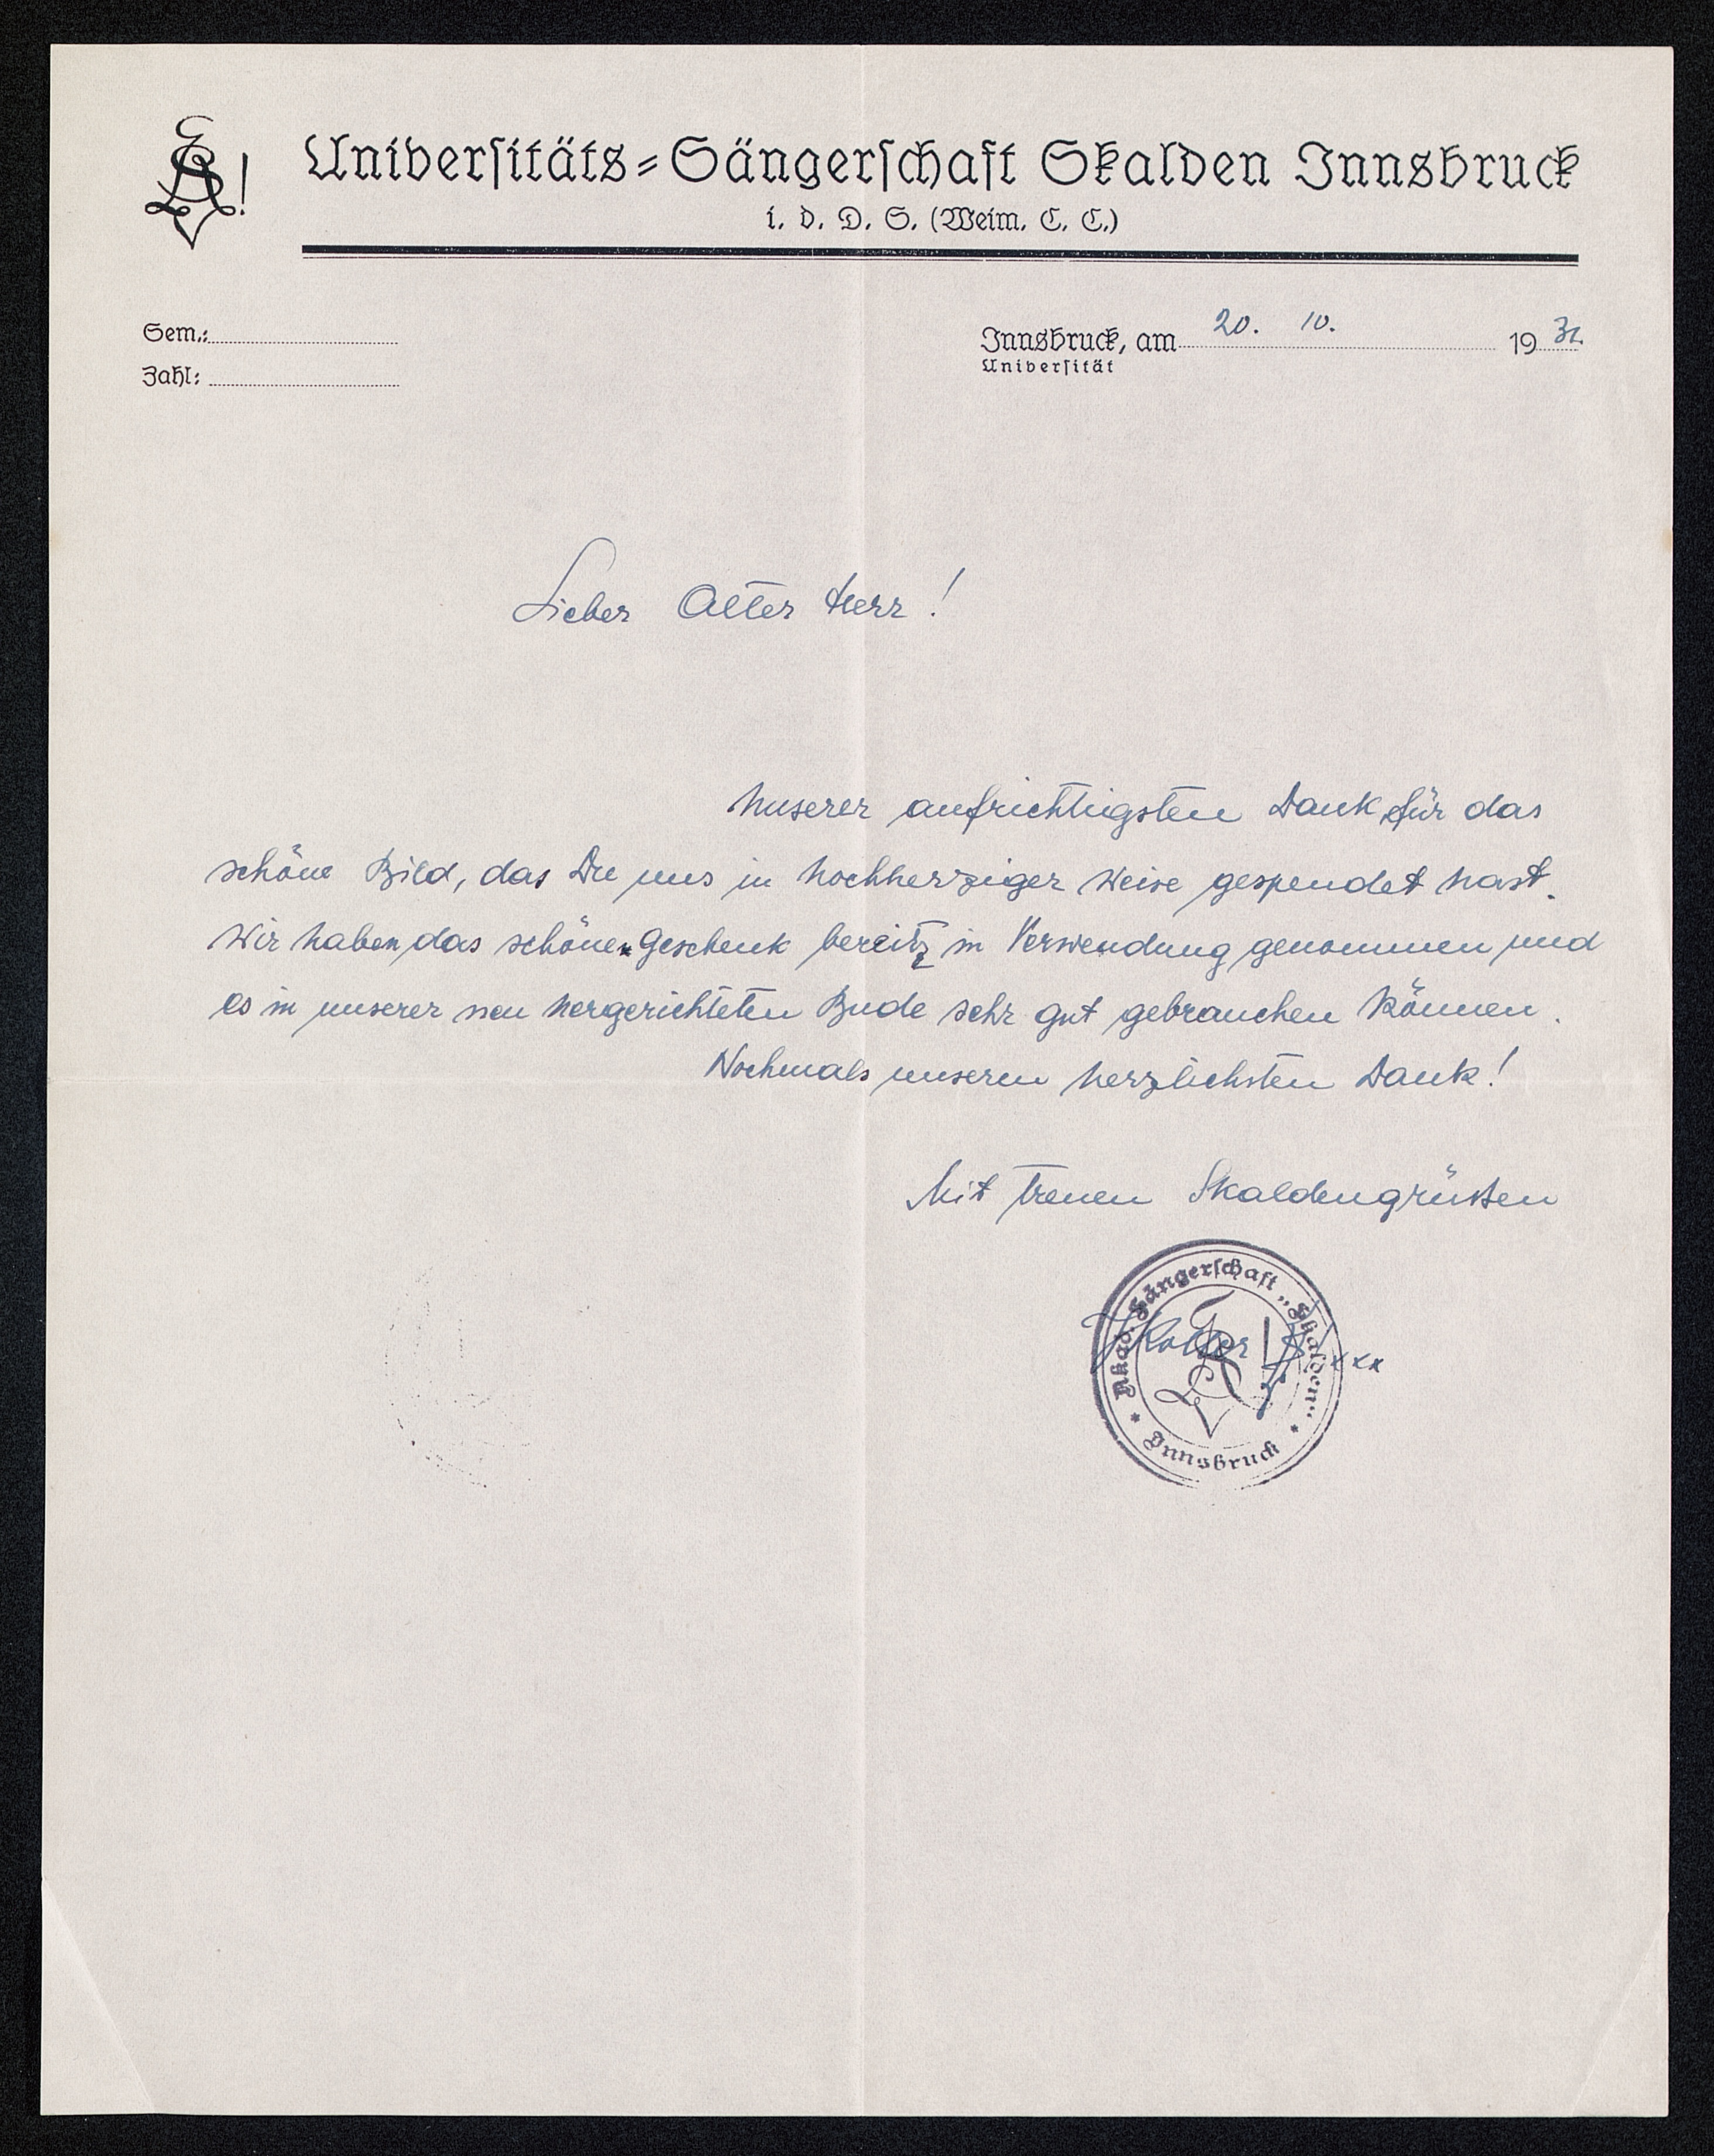 Universitäts-Sängerschaft Skalden Innsbruck
i. d. D. S. (Weim. C. C.)
Sem.:
Zahl:
Innsbruck, am 20. 10. 19
Universität
Lieber Alter Herr!
Unserer aufrichtigsten Dank für das
schöne Bild, das Du uns in hochherziger Weise gespendet hast.
Wir haben das schöne Geschenk bereits in Verwendung genommen und
es in unserer neu hergerichteten Bude sehr gut gebrauchen können.
Nochmals unseren herzlichsten Dank!
Mit treuen Skaldengrüssen
Akad. Sängerschaft „Skalden“
* Innsbruck *
xxx